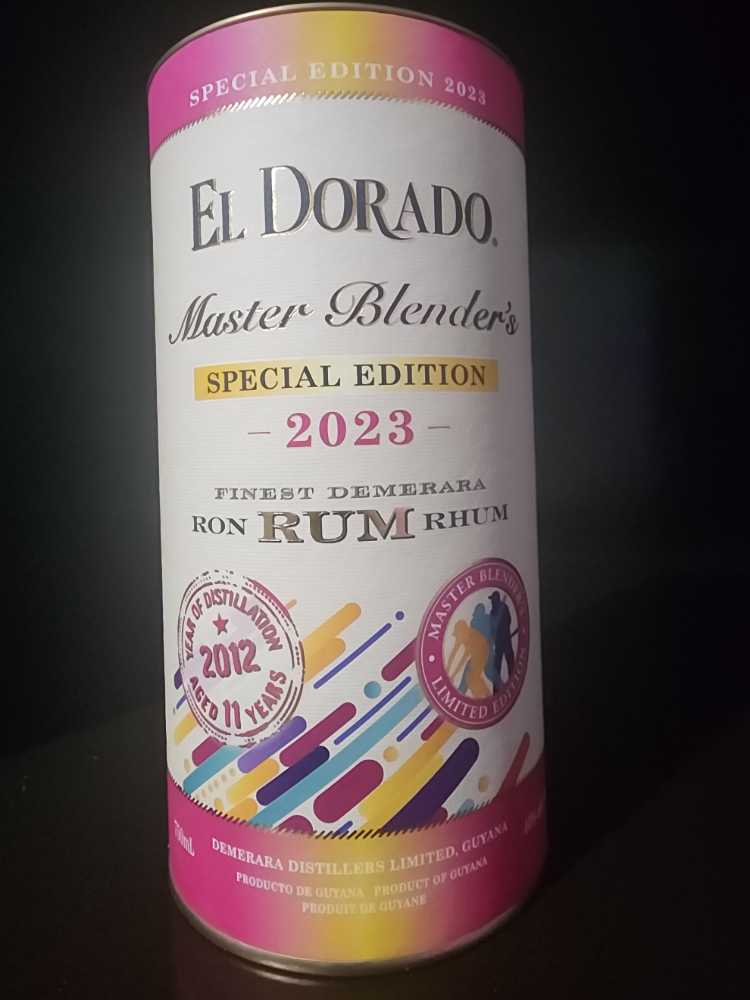 SPECIAL EDITION 2023
EL DORADO®
Master Blender's
SPECIAL EDITION
- 2023 -
FINEST DEMERARA
RON RUM RHUM
YEAR OF DISTILLATION
2012
AGED 11 YEARS
MASTER BLENDER'S
LIMITED EDITION
750mL
DEMERARA DISTILLERS LIMITED, GUYANA
PRODUCTO DE GUYANA PRODUCT OF GUYANA
PRODUIT DE GUYANE